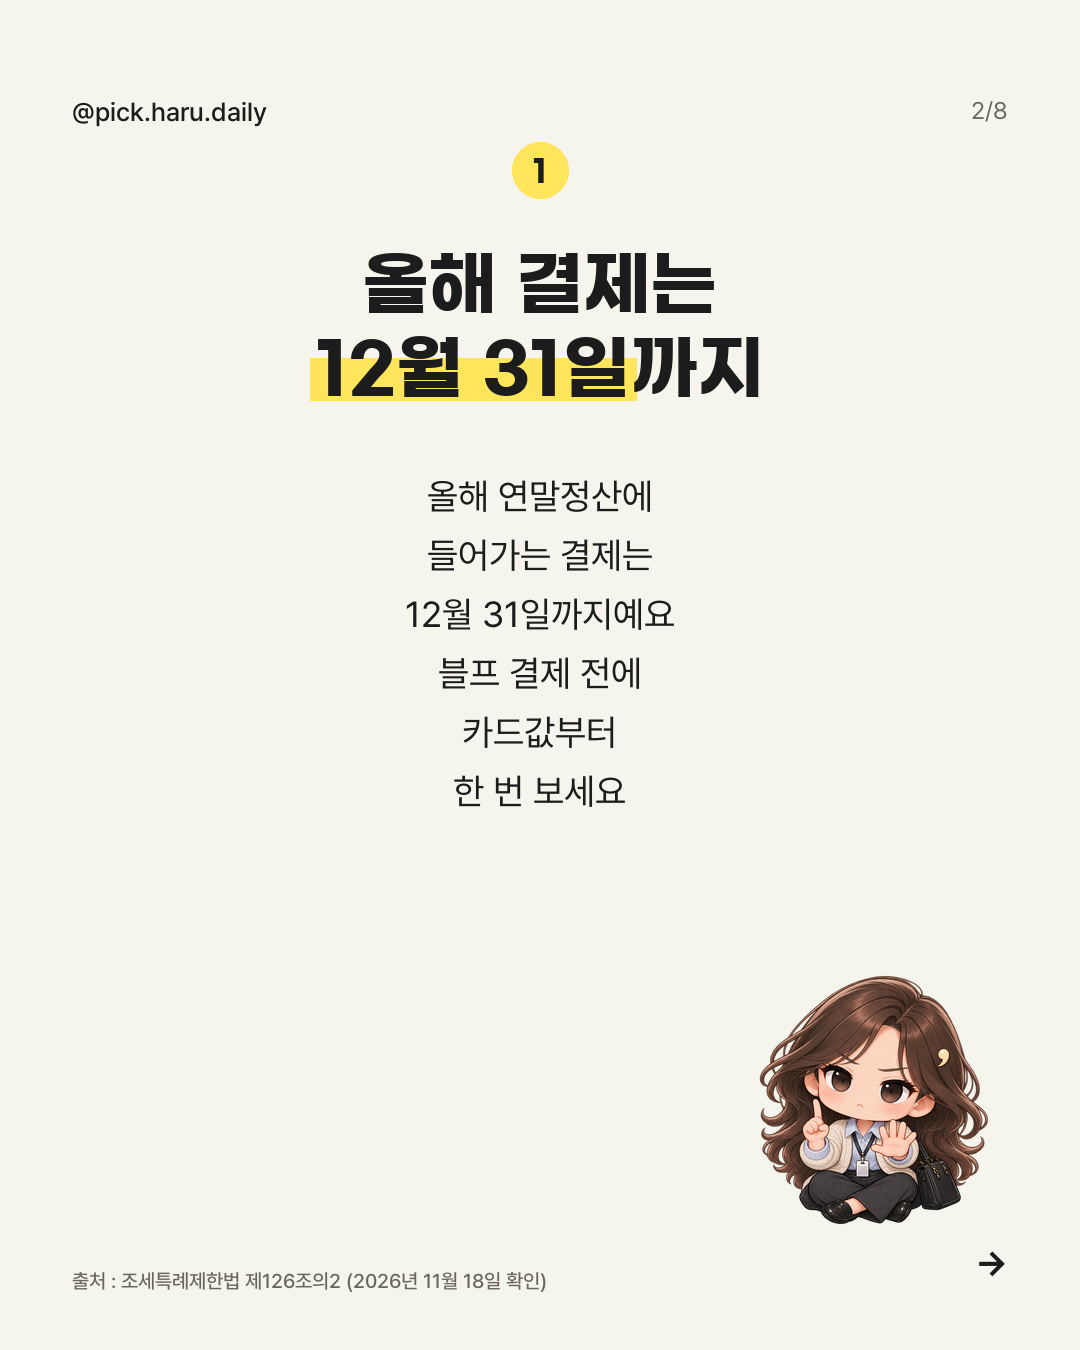 @pick.haru.daily
2/8
1
올해 결제는
12월 31일까지
올해 연말정산에
들어가는 결제는
12월 31일까지예요
블프 결제 전에
카드값부터
한 번 보세요
출처 : 조세특례제한법 제126조의2 (2026년 11월 18일 확인)
→